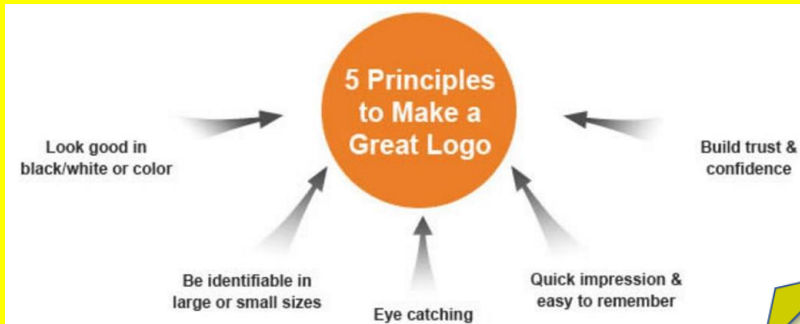 5 Principles
to Make a
Great Logo
Look good in
black/white or color
Be identifiable in
large or small sizes
Eye catching
Quick impression &
easy to remember
Build trust &
confidence